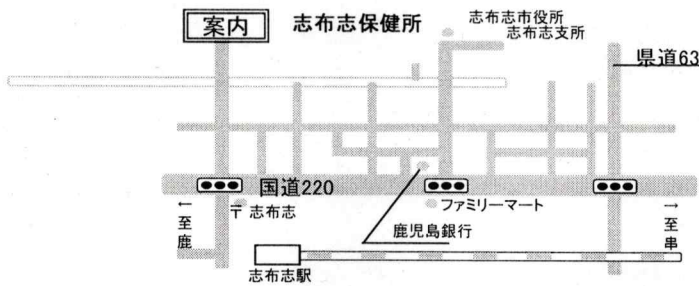 案内
志布志保健所
志布志市役所
志布志支所
県道63
国道220
〒 志布志
ファミリーマート
鹿児島銀行
←至鹿
→至串
志布志駅